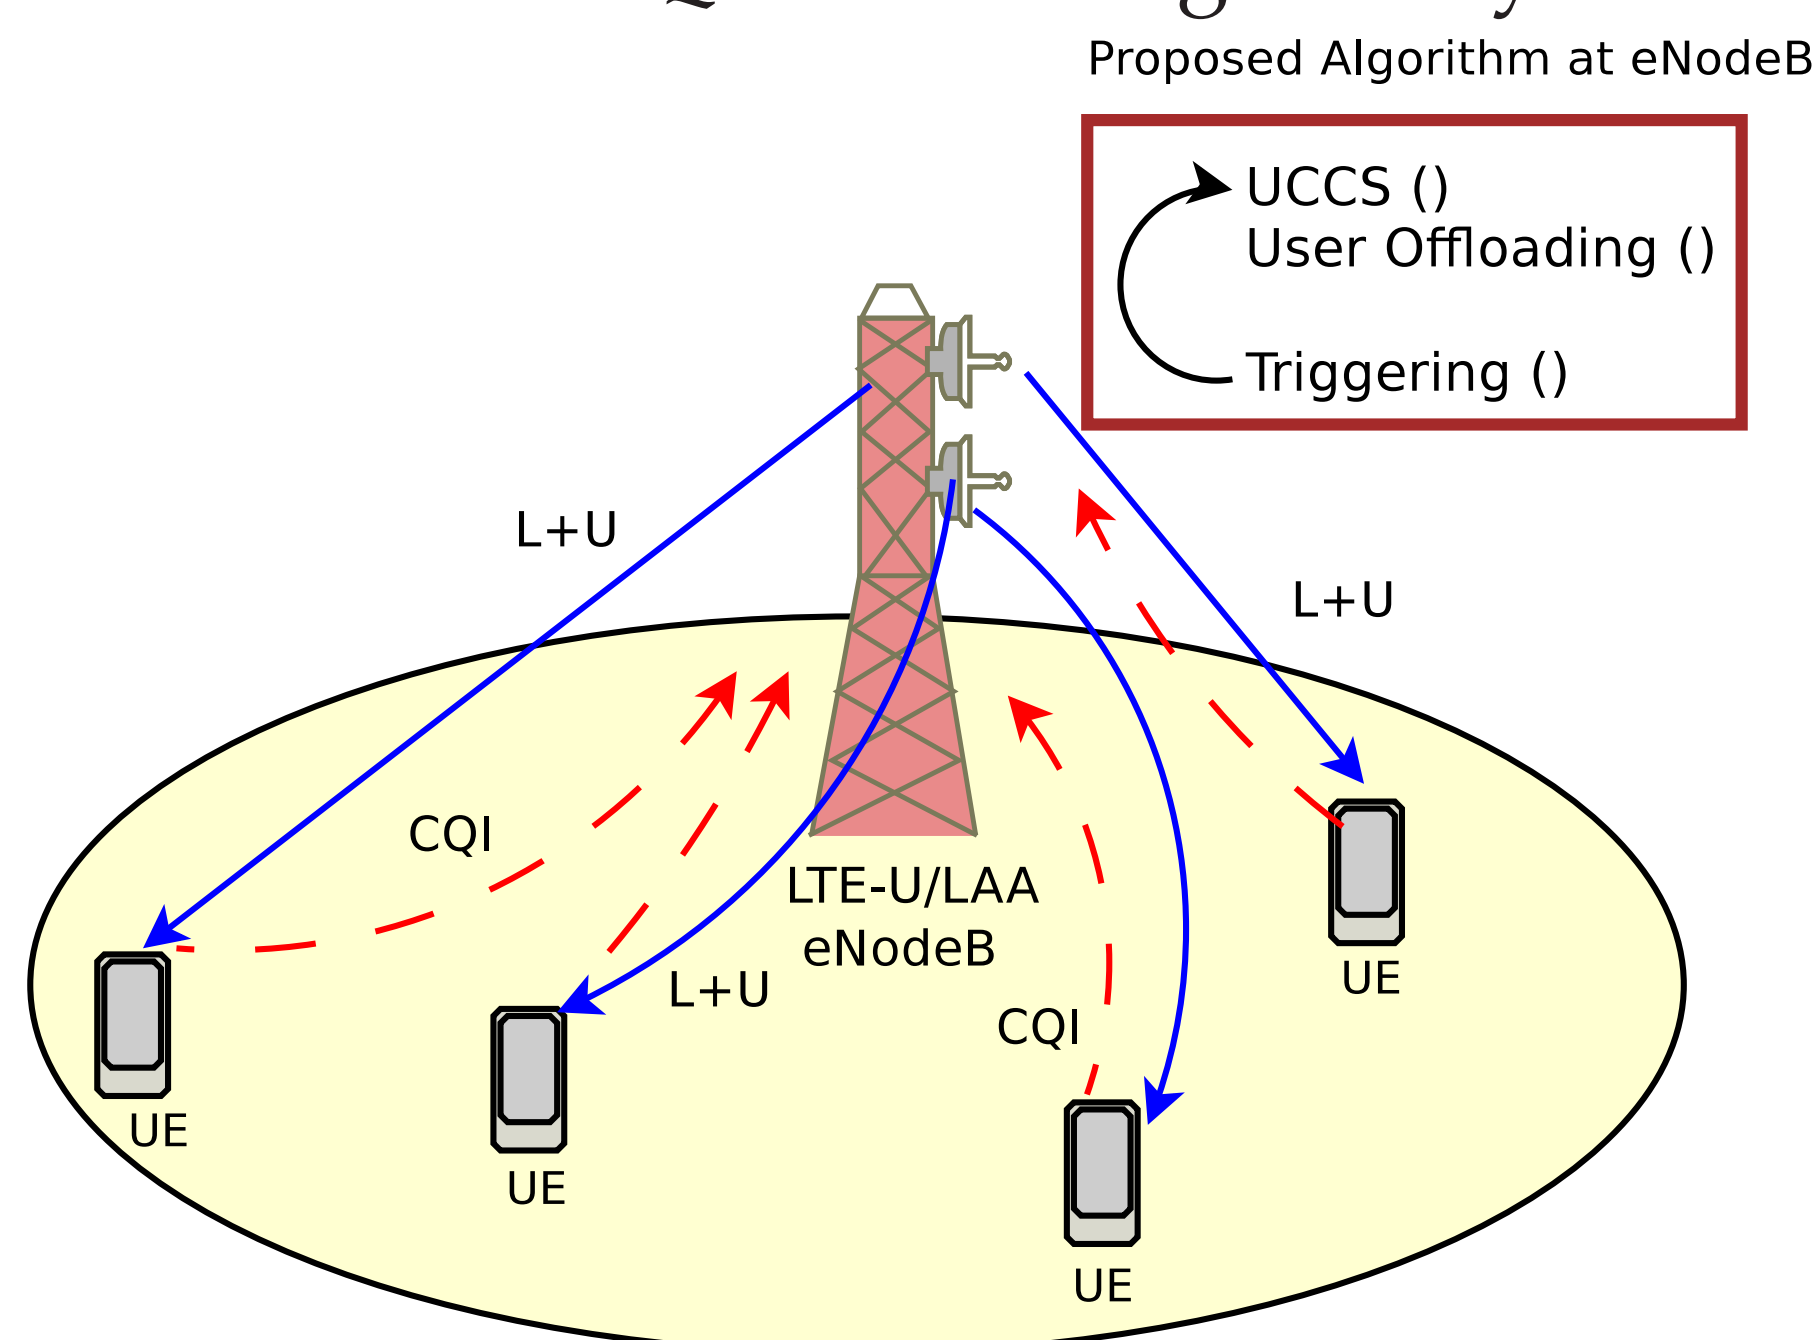 Proposed Algorithm at eNodeB
UCCS ()
User Offloading ()
Triggering ()
L+U
L+U
CQI
LTE-U/LAA
eNodeB
L+U
UE
CQI
UE
UE
UE